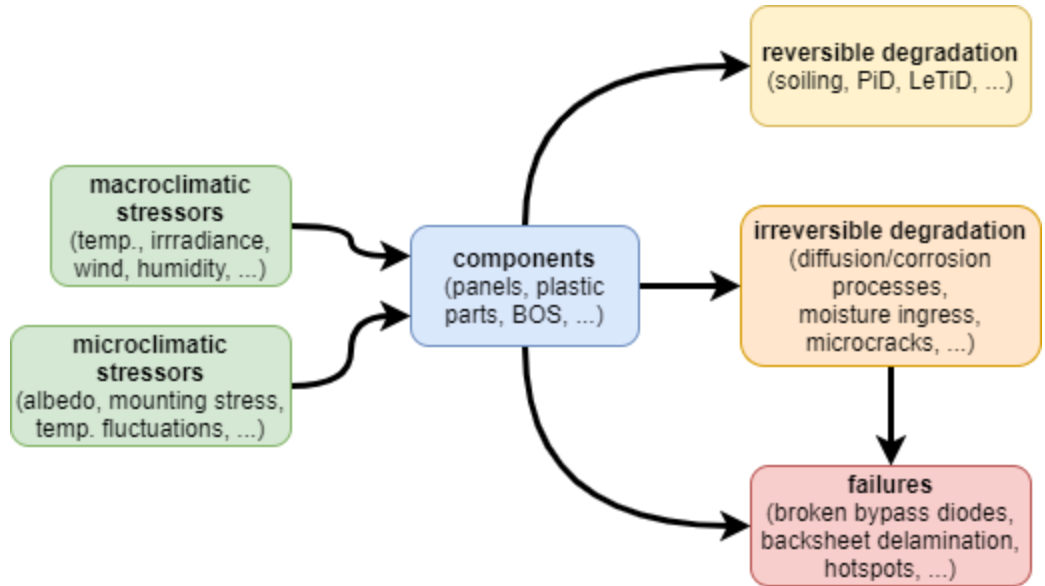 reversible degradation
(soiling, PiD, LeTiD, ...)
macroclimatic
stressors
(temp., irrradiance,
wind, humidity, ...)
components
(panels, plastic
parts, BOS, ...)
irreversible degradation
(diffusion/corrosion
processes,
moisture ingress,
microcracks, ...)
microclimatic
stressors
(albedo, mounting stress,
temp. fluctuations, ...)
failures
(broken bypass diodes,
backsheet delamination,
hotspots, ...)